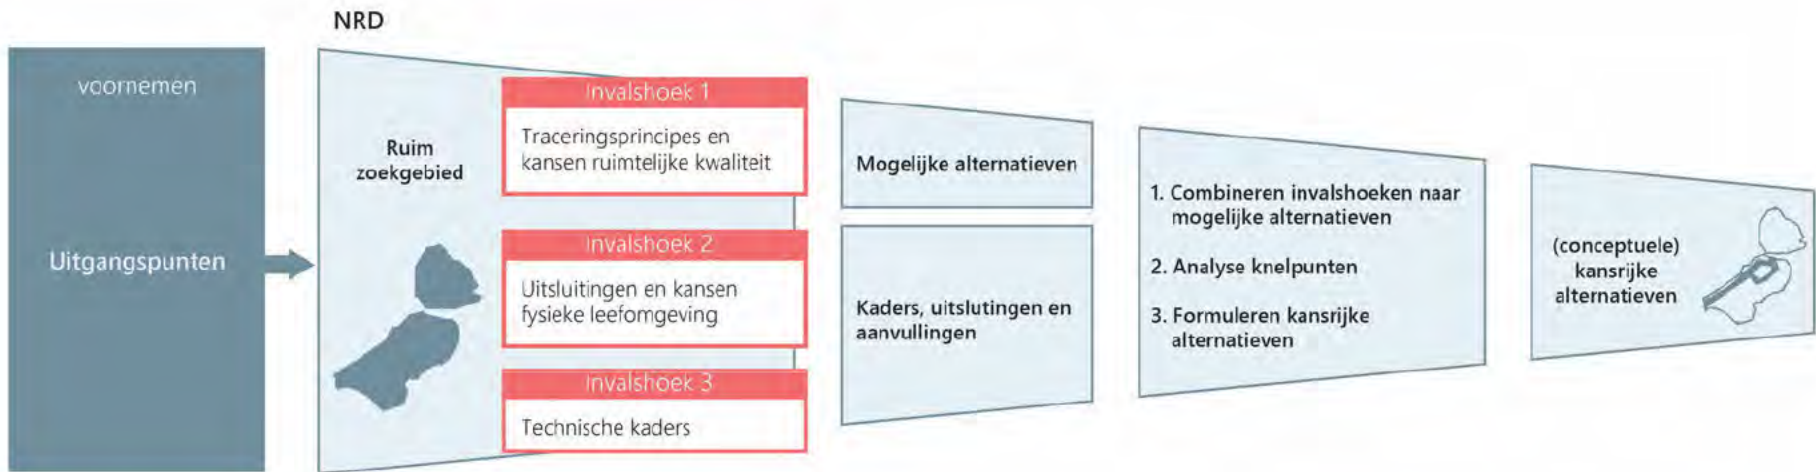 NRD
voornemen
Uitgangspunten
Ruim
zoekgebied
Invalshoek 1
Traceringsprincipes en
kansen ruimtelijke kwaliteit
Invalshoek 2
Uitsluitingen en kansen
fysieke leefomgeving
Invalshoek 3
Technische kaders
Mogelijke alternatieven
Kaders, uitslutingen en
aanvullingen
1. Combineren invalshoeken naar
mogelijke alternatieven
2. Analyse knelpunten
3. Formuleren kansrijke
alternatieven
(conceptuele)
kansrijke
alternatieven